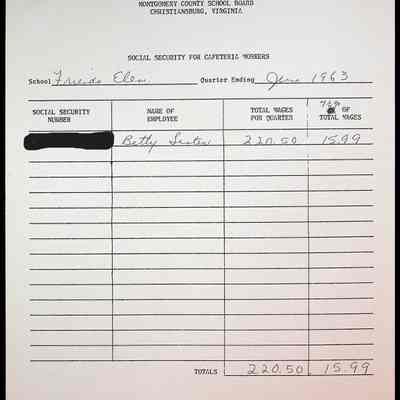 MONTGOMERY COUNTY SCHOOL BOARD
CHRISTIANSBURG, VIRGINIA
SOCIAL SECURITY FOR CAFETERIA WORKERS
School Elem. Quarter Ending June 1963
SOCIAL SECURITY NUMBER NAME OF EMPLOYEE TOTAL WAGES FOR QUARTER 7¼% OF TOTAL WAGES
Betty 220.50 15.99
TOTALS 220.50 15.99